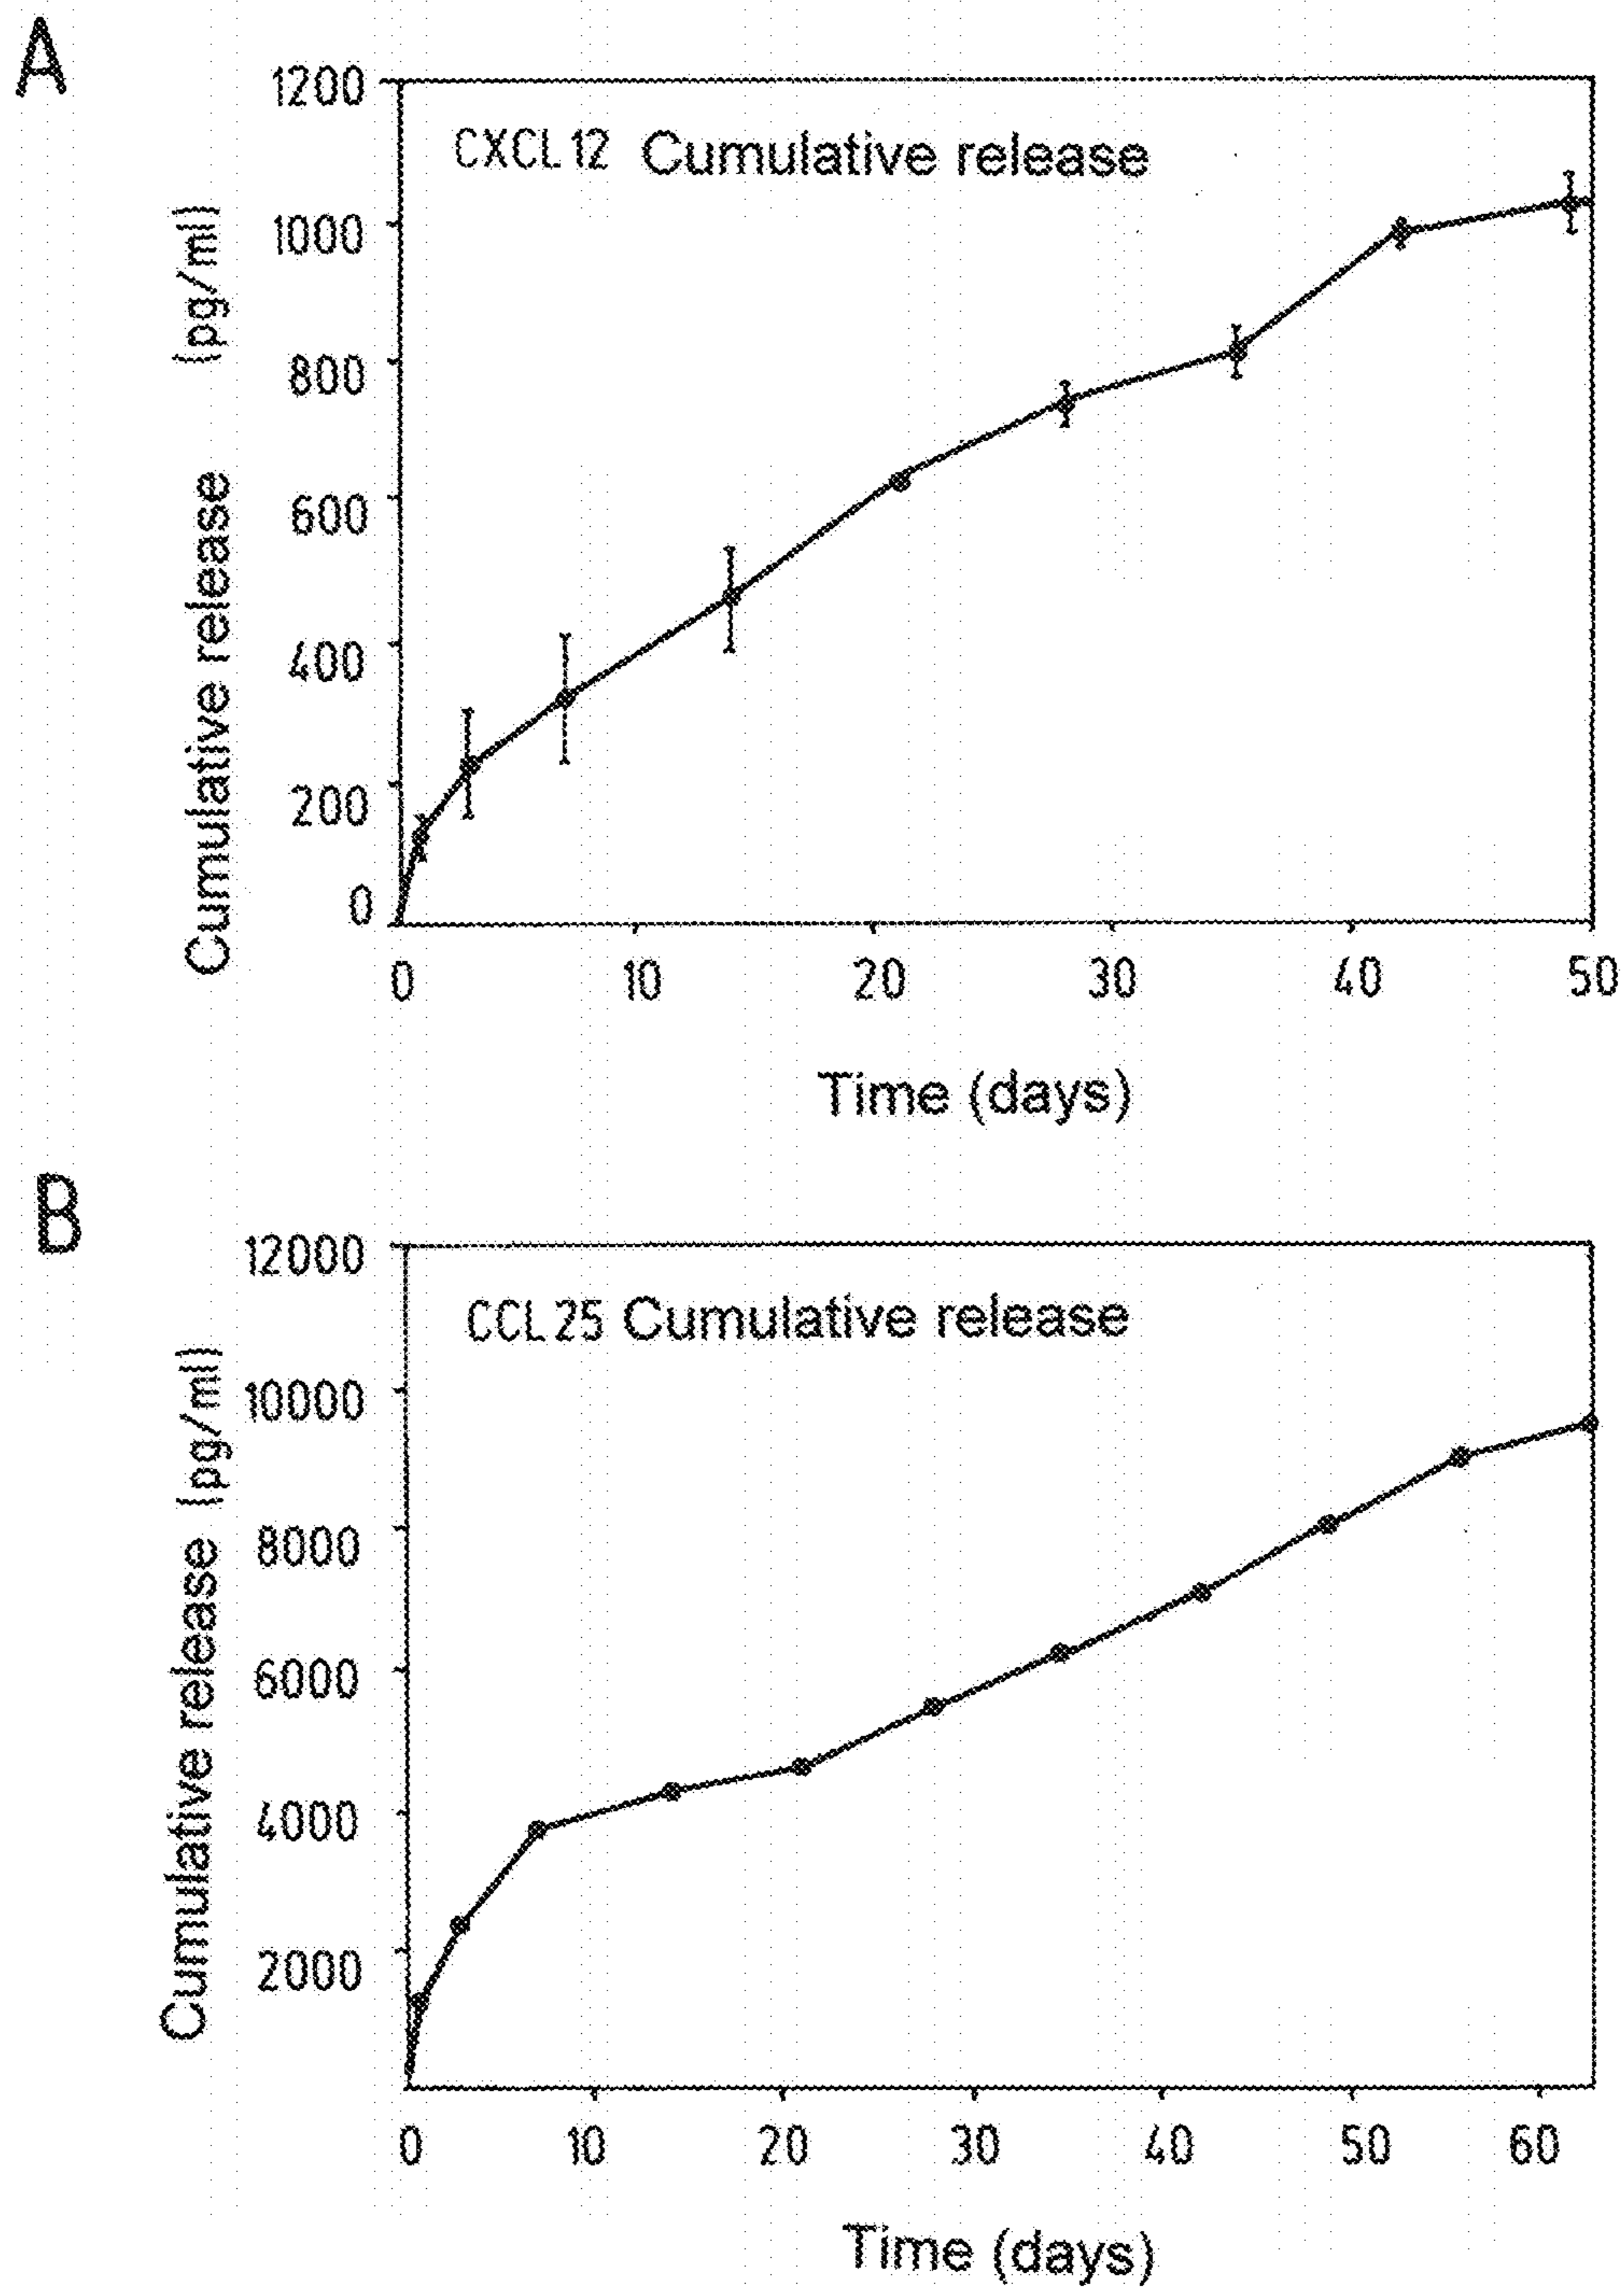 A
CXCL12 Cumulative release
Cumulative release [pg/ml]
1200
1000
800
600
400
200
0
0 10 20 30 40 50
Time (days)
B
CCL25 Cumulative release
Cumulative release [pg/ml]
12000
10000
8000
6000
4000
2000
0 10 20 30 40 50 60
Time (days)